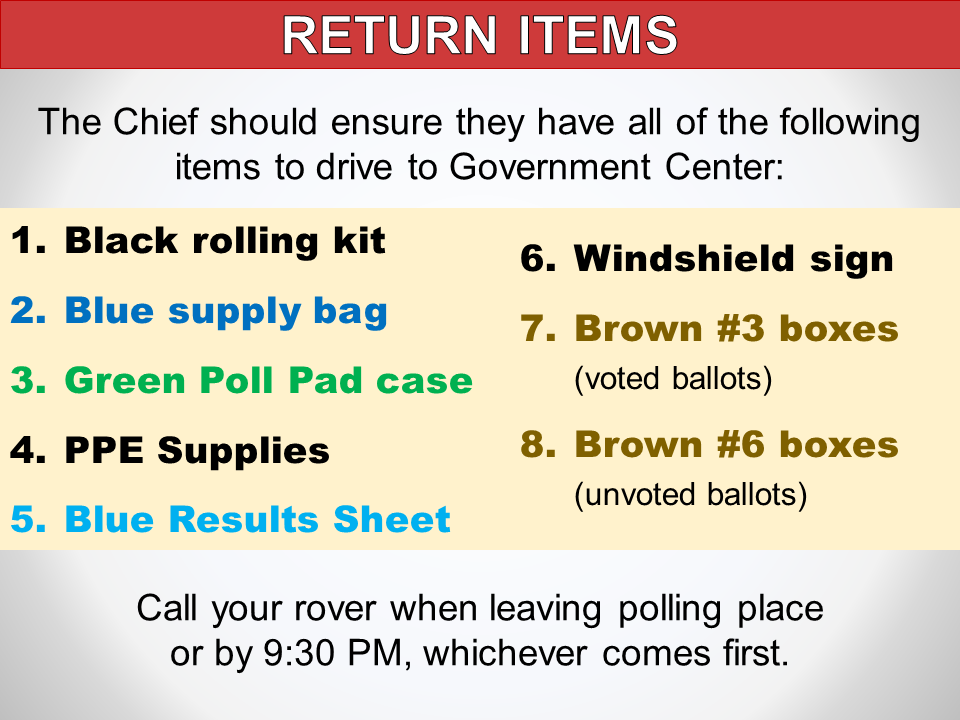 RETURN ITEMS
The Chief should ensure they have all of the following
items to drive to Government Center:
1. Black rolling kit
2. Blue supply bag
3. Green Poll Pad case
4. PPE Supplies
5. Blue Results Sheet
6. Windshield sign
7. Brown #3 boxes
(voted ballots)
8. Brown #6 boxes
(unvoted ballots)
Call your rover when leaving polling place
or by 9:30 PM, whichever comes first.